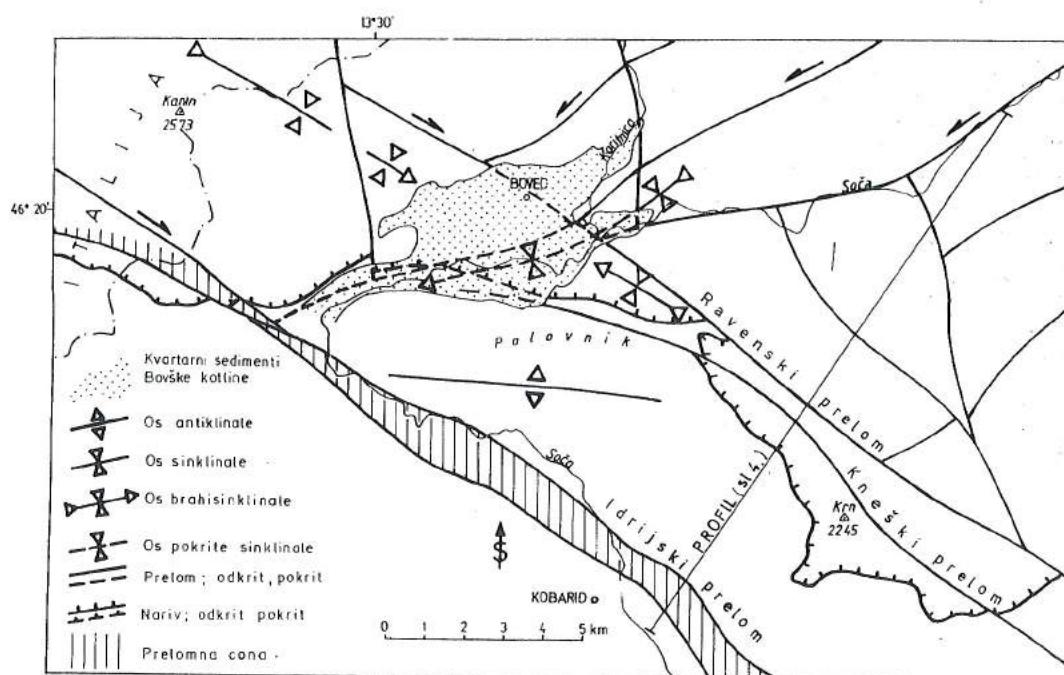 13°30'
ITALIJA
Kanin
2573
Koritnica
BOVEC
Soča
46° 20'
Ravenski prelom
Polovnik
Kvartarni sedimenti
Bovške kotline
Os antiklinale
Os sinklinale
Os brahisinklinale
Os pokrite sinklinale
Prelom; odkrit, pokrit
Nariv; odkrit pokrit
Prelomna cona
Soča
Idrijski prelom
PROFIL (sl 4.)
Kneški prelom
Krn
2245
S
KOBARID
0 1 2 3 4 5 km